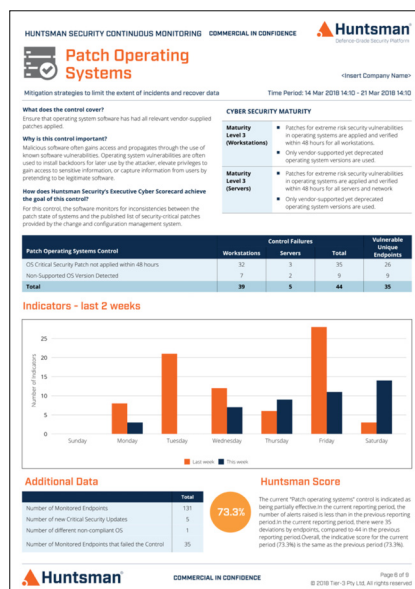 HUNTSMAN SECURITY CONTINUOUS MONITORING COMMERCIAL IN CONFIDENCE
Huntsman
Defence-Grade Security Platform
Patch Operating
Systems
<Insert Company Name>
Mitigation strategies to limit the extent of incidents and recover data
Time Period: 14 Mar 2018 14:10 - 21 Mar 2018 14:10
What does the control cover?
Ensure that operating system software has had all relevant vendor-supplied
patches applied.
Why is this control important?
Malicious software often gains access and propagates through the use of
known software vulnerabilities. Operating system vulnerabilities are often
used to install backdoors for later use by the attacker, elevate privileges to
gain access to sensitive information, or capture information from users by
pretending to be legitimate software.
How does Huntsman Security's Executive Cyber Scorecard achieve
the goal of this control?
For this control, the software monitors for inconsistencies between the
patch state of systems and the published list of security-critical patches
provided by the change and configuration management system.
CYBER SECURITY MATURITY
Maturity
Level 3
(Workstations)
■ Patches for extreme risk security vulnerabilities
in operating systems are applied and verified
within 48 hours for all workstations.
■ Only vendor-supported yet deprecated
operating system versions are used.
Maturity
Level 3
(Servers)
■ Patches for extreme risk security vulnerabilities
in operating systems are applied and verified
within 48 hours for all servers and network
■ Only vendor-supported yet deprecated
operating system versions are used.
Patch Operating Systems Control
Control Failures
Workstations Servers Total
Vulnerable
Unique
Endpoints
OS Critical Security Patch not applied within 48 hours 32 3 35 26
Non-Supported OS Version Detected 7 2 9 9
Total 39 5 44 35
Indicators – last 2 weeks
Number of Indicators
25
20
15
10
5
0
Sunday Monday Tuesday Wednesday Thursday Friday Saturday
Last week This week
Additional Data
Total
Number of Monitored Endpoints 131
Number of new Critical Security Updates 5
Number of different non-compliant OS 1
Number of Monitored Endpoints that failed the Control 35
73.3%
Huntsman Score
The current "Patch operating systems" control is indicated as
being partially effective in the current reporting period, the
number of alerts raised is less than in the previous reporting
period.In the current reporting period, there were 35
deviations by endpoints, compared to 44 in the previous
reporting period.Overall, the indicative score for the current
period (73.3%) is the same as the previous period (73.3%).
Huntsman
COMMERCIAL IN CONFIDENCE
Page 8 of 9
© 2018 Tier-3 Pty Ltd. All rights reserved